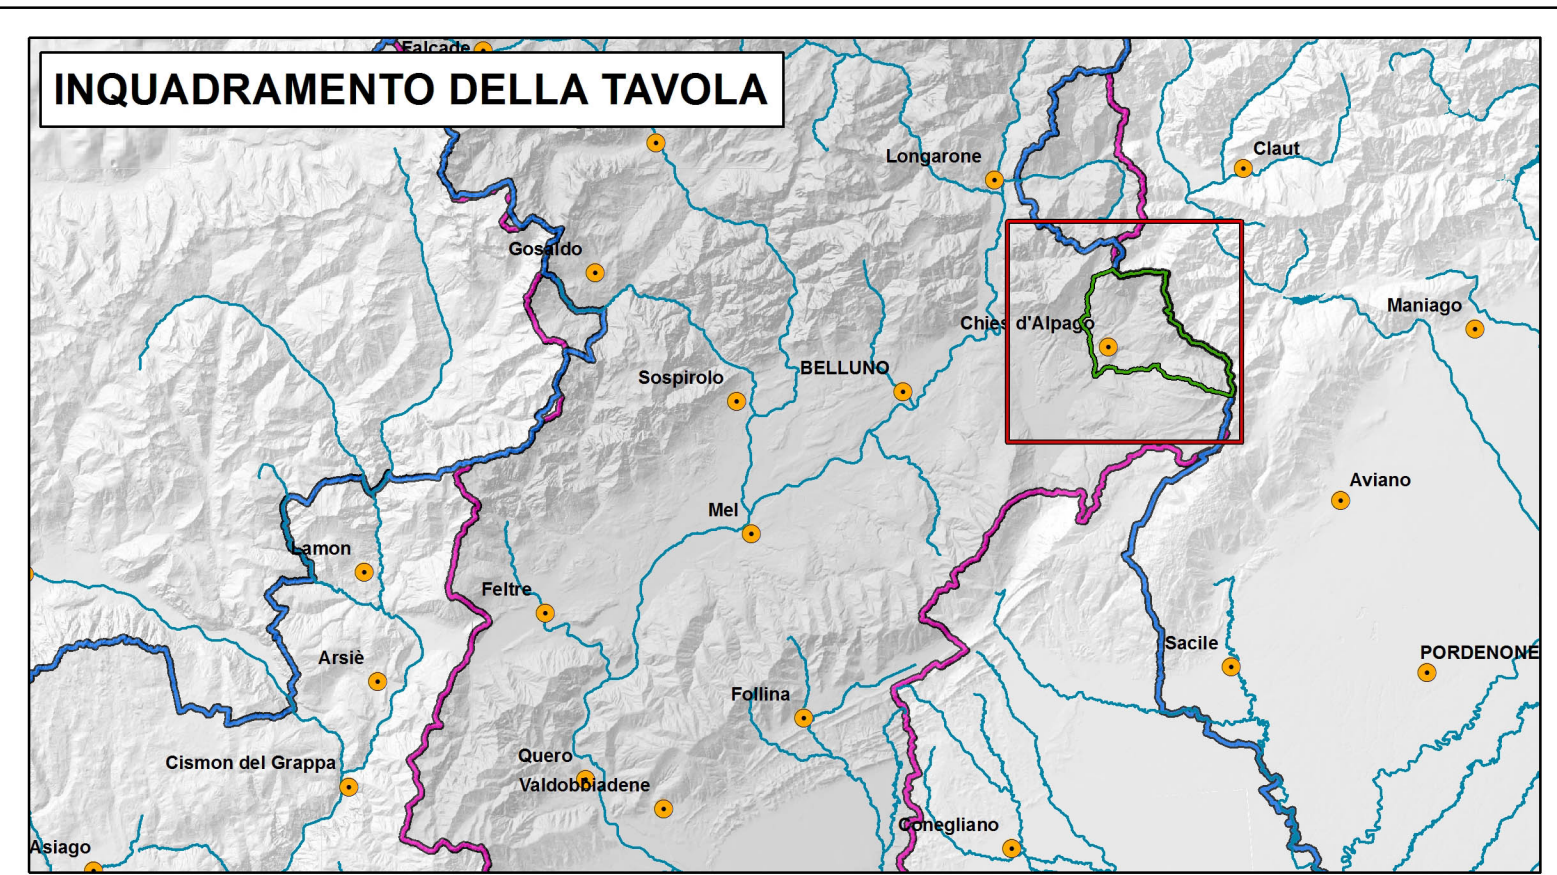 Falcade
INQUADRAMENTO DELLA TAVOLA
Claut
Longarone
Gosaldo
Maniago
Chies d'Alpago
BELLUNO
Sospirolo
Aviano
Mel
Lamon
Feltre
Sacile
PORDENONE
Arsiè
Follina
Quero
Cismon del Grappa
Valdobbiadene
Conegliano
Asiago